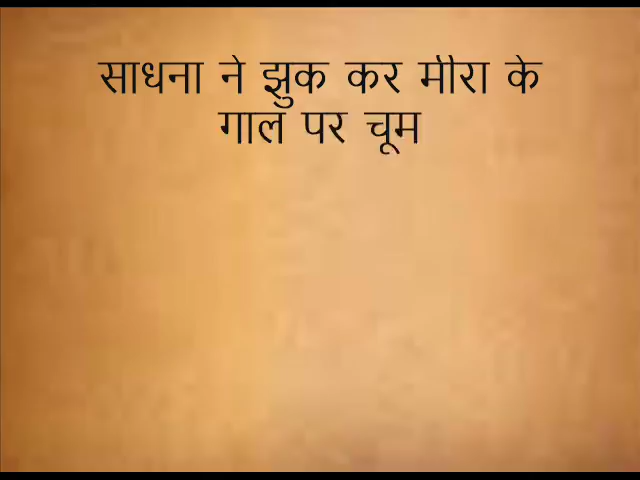 साधना ने झुक कर मीरा के
गाल पर चूम